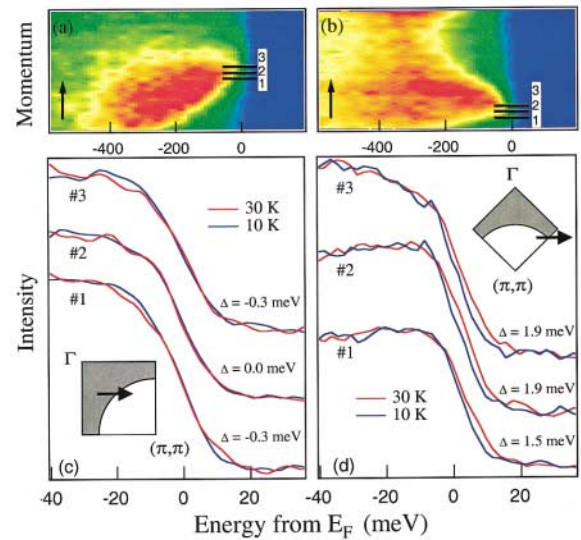 (a)
3
2
1
(b)
3
2
1
Momentum
-400 -200 0
-400 -200 0
#3
#2
#1
30 K
10 K
Δ = -0.3 meV
Δ = 0.0 meV
Δ = -0.3 meV
Γ
(π,π)
(c)
#3
#2
#1
Γ
(π,π)
Δ = 1.9 meV
Δ = 1.9 meV
Δ = 1.5 meV
30 K
10 K
(d)
Intensity
-40 -20 0 20
-40 -20 0 20
Energy from E_F (meV)